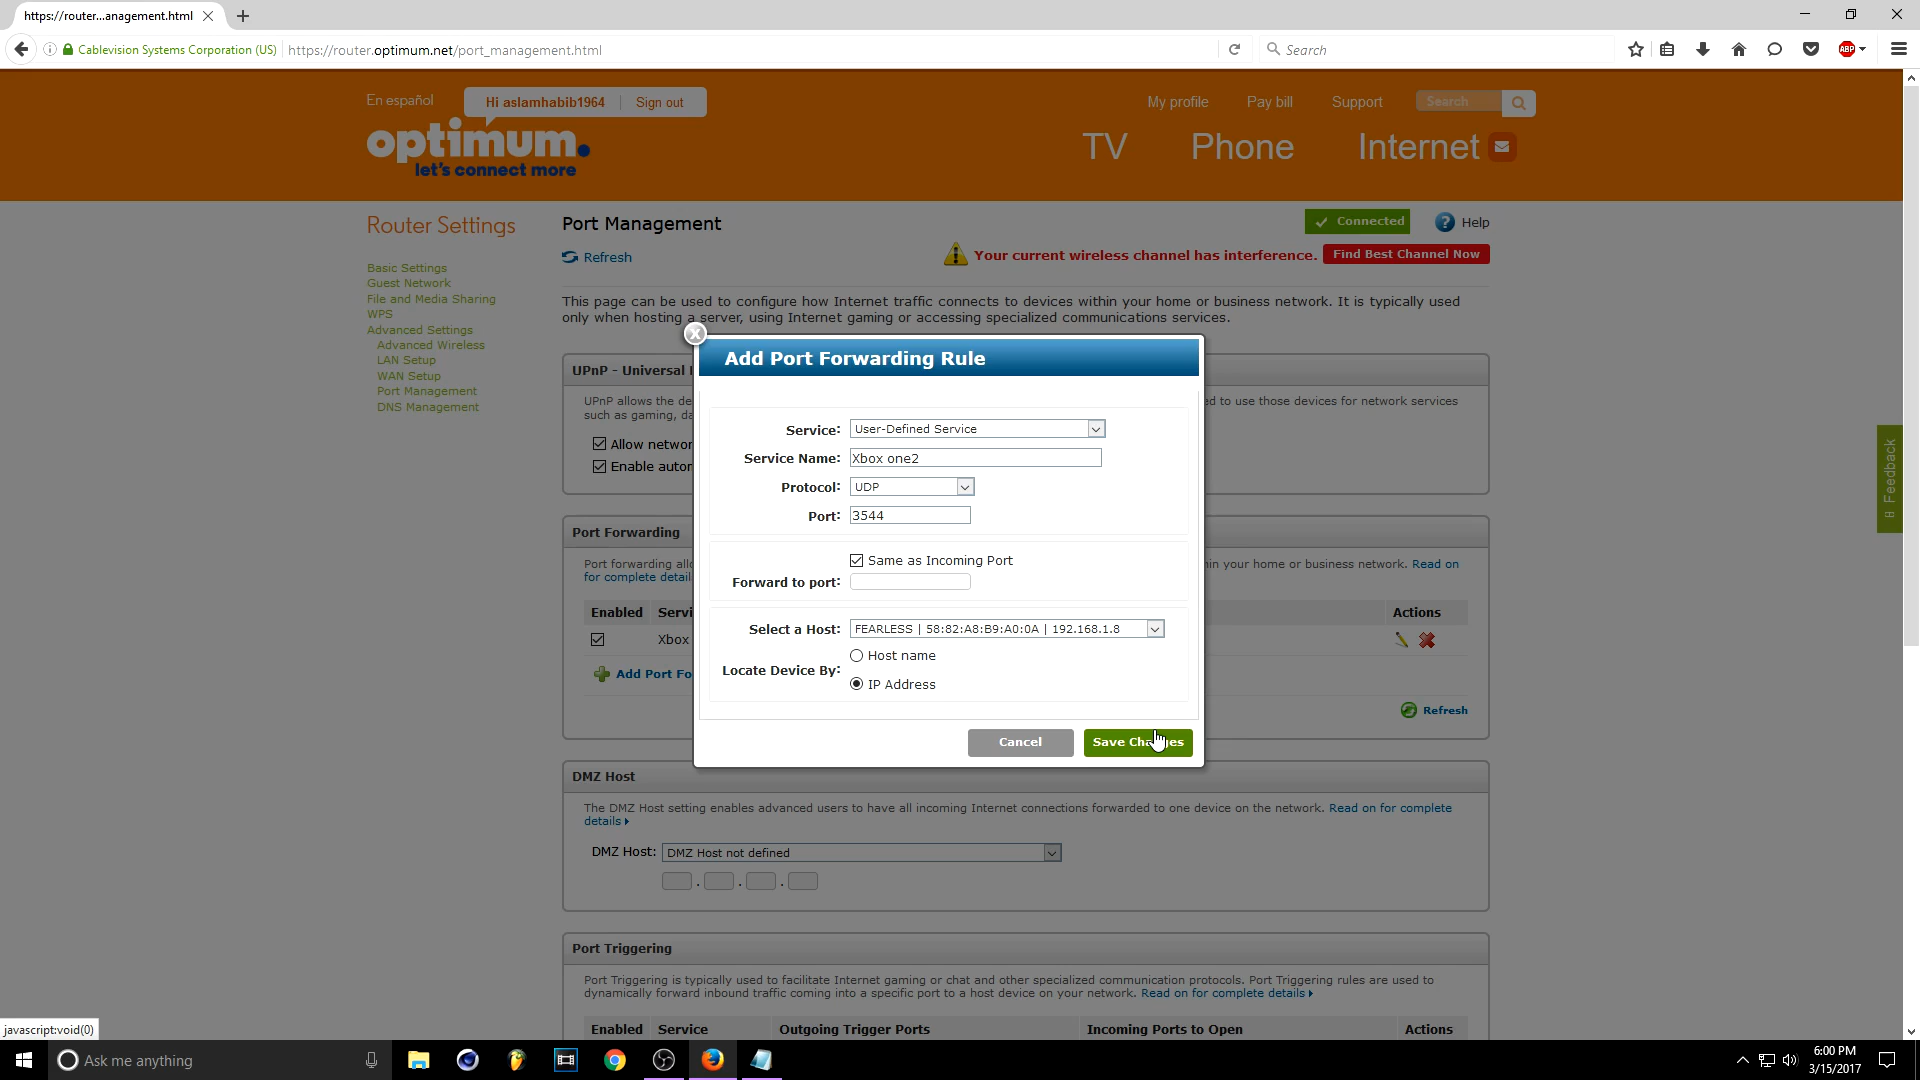 https://router...anagement.html
Cablevision Systems Corporation (US)
https://router.optimum.net/port_management.html
Search
ABP
En español
Hi aslamhabib1964
Sign out
My profile
Pay bill
Support
Search
optimum.
let's connect more
TV
Phone
Internet
Router Settings
Basic Settings
Guest Network
File and Media Sharing
WPS
Advanced Settings
Advanced Wireless
LAN Setup
WAN Setup
Port Management
DNS Management
Port Management
Connected
? Help
Refresh
Your current wireless channel has interference.
Find Best Channel Now
This page can be used to configure how Internet traffic connects to devices within your home or business network. It is typically used
only when hosting a server, using Internet gaming or accessing specialized communications services.
UPnP - Universal
UPnP allows the de
ed to use those devices for network services
such as gaming, da
Allow networ
Enable autor
Port Forwarding
Port forwarding all
hin your home or business network. Read on
for complete detail
Enabled Servi
Actions
Xbox
Add Port Fo
Refresh
X
Add Port Forwarding Rule
Service: User-Defined Service
Service Name: Xbox one2
Protocol: UDP
Port: 3544
Same as Incoming Port
Forward to port:
Select a Host: FEARLESS | 58:82:A8:B9:A0:0A | 192.168.1.8
Host name
Locate Device By:
IP Address
Cancel
Save Changes
DMZ Host
The DMZ Host setting enables advanced users to have all incoming Internet connections forwarded to one device on the network. Read on for complete
details
DMZ Host: DMZ Host not defined
. . .
Port Triggering
Port Triggering is typically used to facilitate Internet gaming or chat and other specialized communication protocols. Port Triggering rules are used to
dynamically forward inbound traffic coming into a specific port to a host device on your network. Read on for complete details
Enabled Service Outgoing Trigger Ports Incoming Ports to Open Actions
Feedback
javascript:void(0)
Ask me anything
6:00 PM
3/15/2017